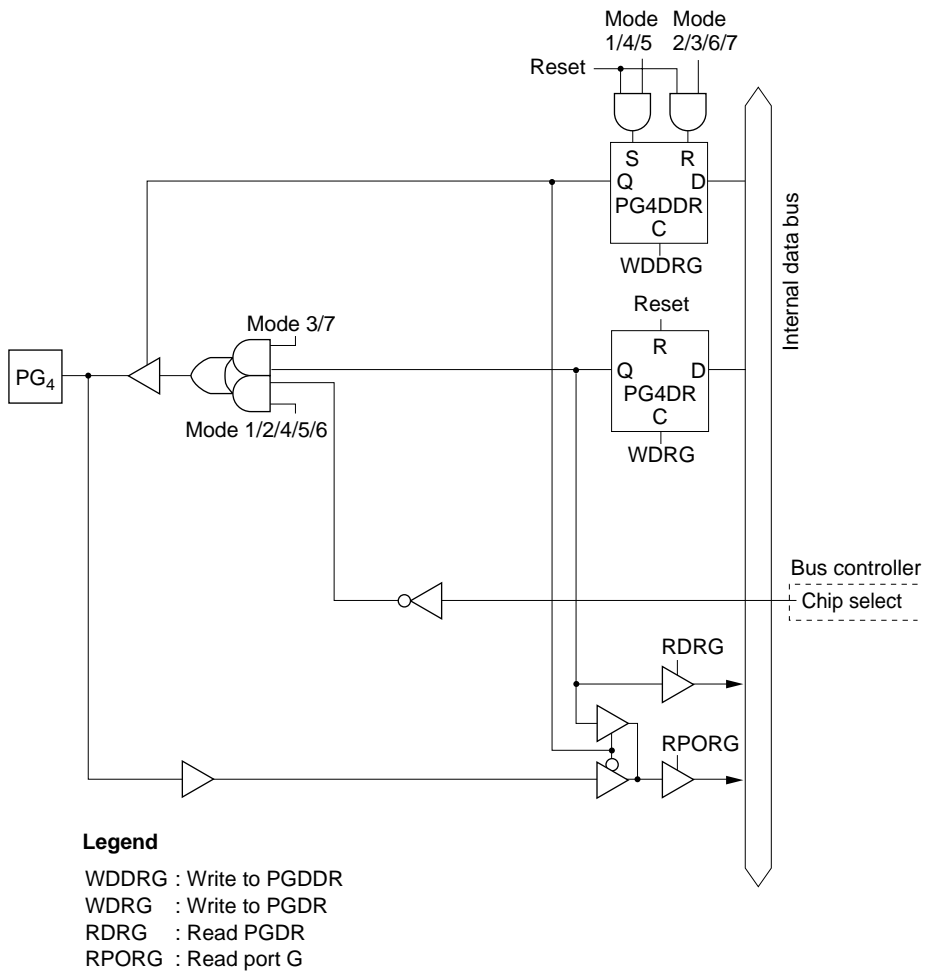 Mode
1/4/5
Mode
2/3/6/7
Reset
S R
Q D
PG4DDR
C
WDDRG
Internal data bus
Reset
R
Q D
PG4DR
C
WDRG
Mode 3/7
PG4
Mode 1/2/4/5/6
Bus controller
Chip select
RDRG
RPORG
Legend
WDDRG : Write to PGDDR
WDRG : Write to PGDR
RDRG : Read PGDR
RPORG : Read port G